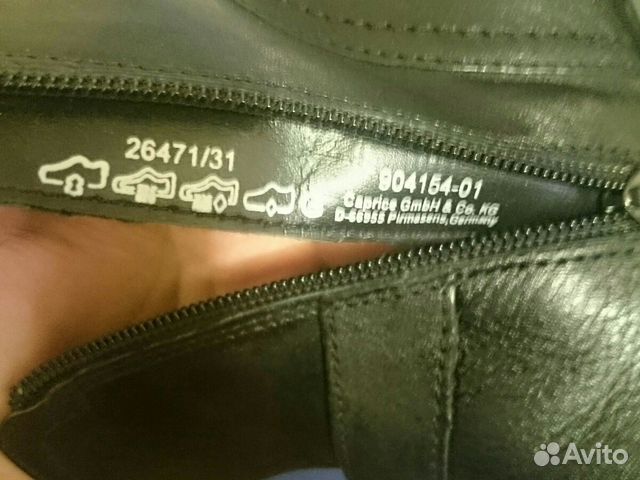 26471/31
904154-01
Caprice GmbH & Co. KG
D-66955 Pirmasens, Germany
Avito